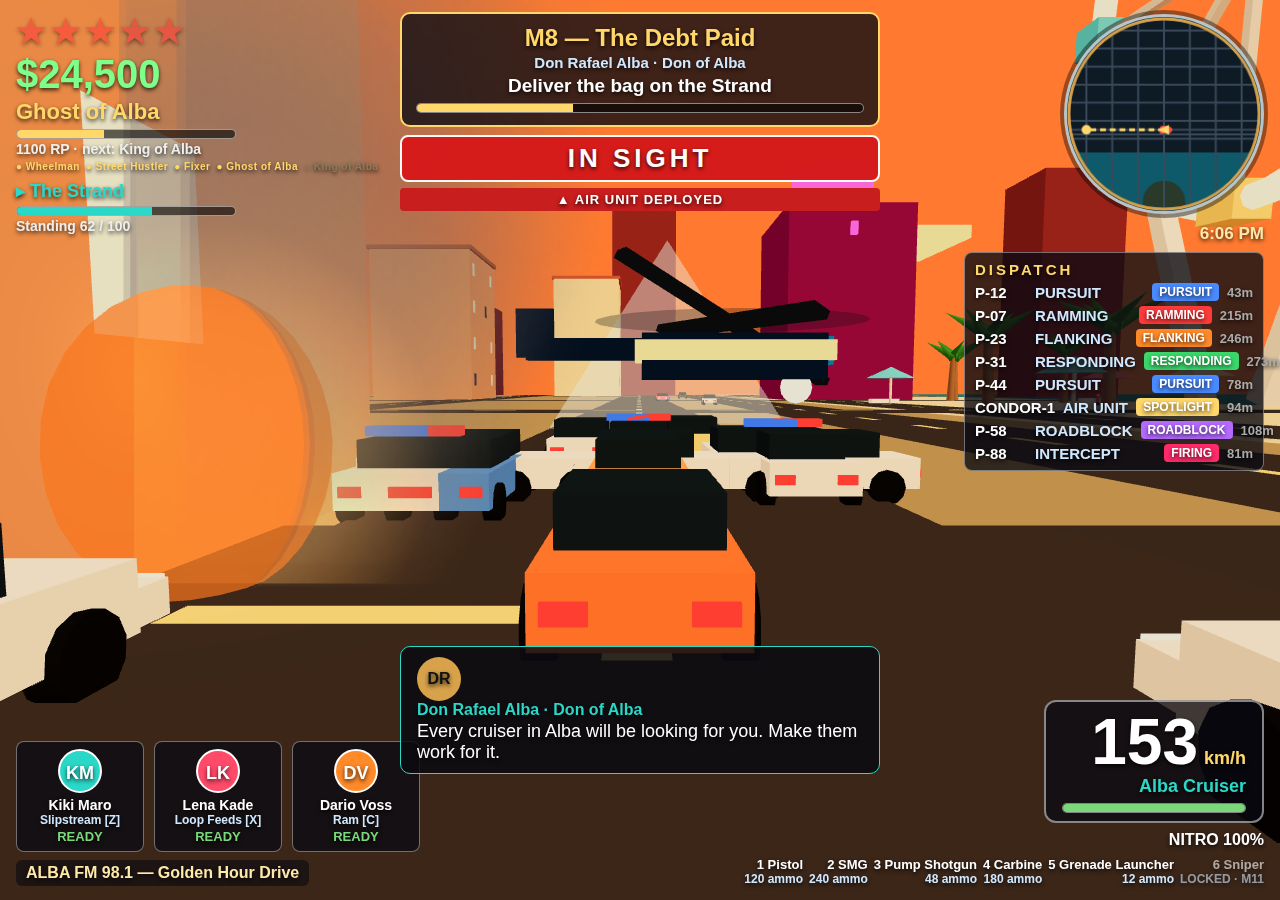 ★★★★★
$24,500
Ghost of Alba
1100 RP · next: King of Alba
● Wheelman ● Street Hustler ● Fixer ● Ghost of Alba ● King of Alba
▸ The Strand
Standing 62 / 100
M8 — The Debt Paid
Don Rafael Alba · Don of Alba
Deliver the bag on the Strand
IN SIGHT
▲ AIR UNIT DEPLOYED
6:06 PM
DISPATCH
P-12 PURSUIT PURSUIT 43m
P-07 RAMMING RAMMING 215m
P-23 FLANKING FLANKING 246m
P-31 RESPONDING RESPONDING 273m
P-44 PURSUIT PURSUIT 78m
CONDOR-1 AIR UNIT SPOTLIGHT 94m
P-58 ROADBLOCK ROADBLOCK 108m
P-88 INTERCEPT FIRING 81m
DR
Don Rafael Alba · Don of Alba
Every cruiser in Alba will be looking for you. Make them
work for it.
KM
Kiki Maro
Slipstream [Z]
READY
LK
Lena Kade
Loop Feeds [X]
READY
DV
Dario Voss
Ram [C]
READY
ALBA FM 98.1 — Golden Hour Drive
153 km/h
Alba Cruiser
NITRO 100%
1 Pistol 2 SMG 3 Pump Shotgun 4 Carbine 5 Grenade Launcher 6 Sniper
120 ammo 240 ammo 48 ammo 180 ammo 12 ammo LOCKED · M11